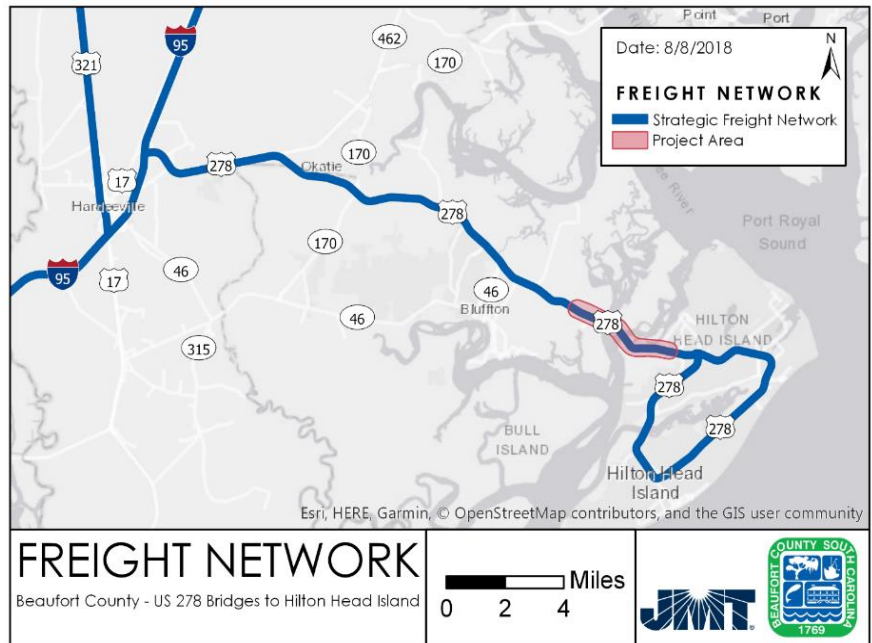 Point
Port
95
462
321
170
Date: 8/8/2018
N
FREIGHT NETWORK
Strategic Freight Network
Project Area
170
278
Okatie
17
Hardeeville
278
Port Royal
Sound
170
46
95
17
46
Bluffton
46
278
HILTON
HEAD ISLAND
315
278
278
BULL
ISLAND
Hilton Head
Island
Esri, HERE, Garmin, © OpenStreetMap contributors, and the GIS user community
FREIGHT NETWORK
Beaufort County - US 278 Bridges to Hilton Head Island
Miles
0 2 4
JMT
BEAUFORT COUNTY SOUTH CAROLINA
1769